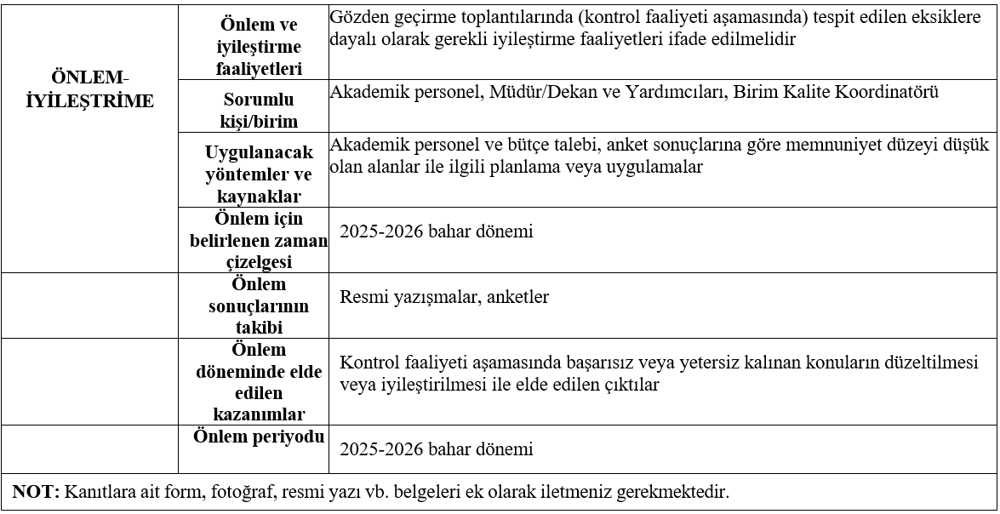 ÖNLEM-
İYİLEŞTRİME
Önlem ve
iyileştirme
faaliyetleri
Gözden geçirme toplantılarında (kontrol faaliyeti aşamasında) tespit edilen eksiklere
dayalı olarak gerekli iyileştirme faaliyetleri ifade edilmelidir
Sorumlu
kişi/birim
Akademik personel, Müdür/Dekan ve Yardımcıları, Birim Kalite Koordinatörü
Uygulanacak
yöntemler ve
kaynaklar
Akademik personel ve bütçe talebi, anket sonuçlarına göre memnuniyet düzeyi düşük
olan alanlar ile ilgili planlama veya uygulamalar
Önlem için
belirlenen zaman
çizelgesi
2025-2026 bahar dönemi
Önlem
sonuçlarının
takibi
Resmi yazışmalar, anketler
Önlem
döneminde elde
edilen
kazanımlar
Kontrol faaliyeti aşamasında başarısız veya yetersiz kalınan konuların düzeltilmesi
veya iyileştirilmesi ile elde edilen çıktılar
Önlem periyodu
2025-2026 bahar dönemi
NOT: Kanıtlara ait form, fotoğraf, resmi yazı vb. belgeleri ek olarak iletmeniz gerekmektedir.